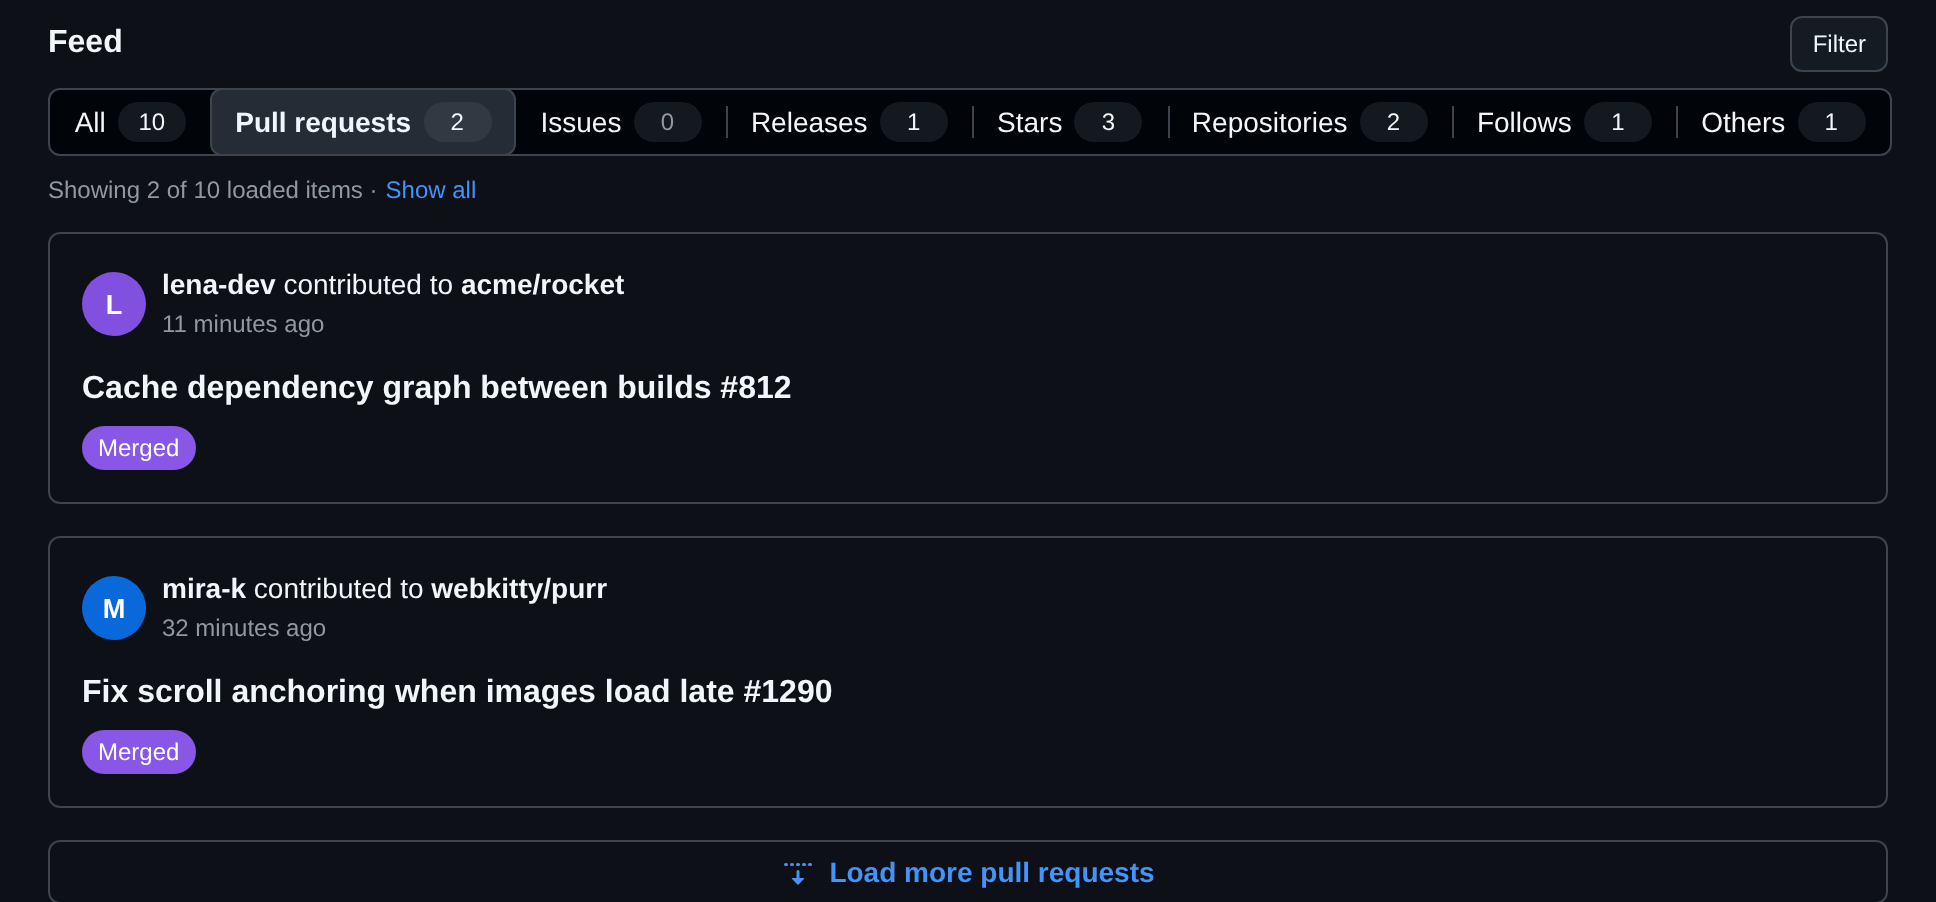 Feed
Filter
All 10 Pull requests 2 Issues 0 Releases 1 Stars 3 Repositories 2 Follows 1 Others 1
Showing 2 of 10 loaded items · Show all
L
lena-dev contributed to acme/rocket
11 minutes ago
Cache dependency graph between builds #812
Merged
M
mira-k contributed to webkitty/purr
32 minutes ago
Fix scroll anchoring when images load late #1290
Merged
Load more pull requests